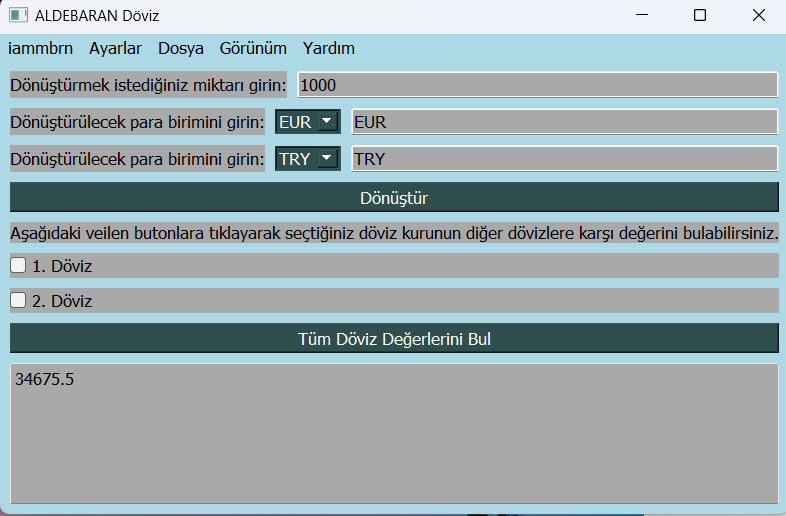 ALDEBARAN Döviz
iammbrn Ayarlar Dosya Görünüm Yardım
Dönüştürmek istediğiniz miktarı girin: 1000
Dönüştürülecek para birimini girin: EUR EUR
Dönüştürülecek para birimini girin: TRY TRY
Dönüştür
Aşağıdaki veilen butonlara tıklayarak seçtiğiniz döviz kurunun diğer dövizlere karşı değerini bulabilirsiniz.
1. Döviz
2. Döviz
Tüm Döviz Değerlerini Bul
34675.5